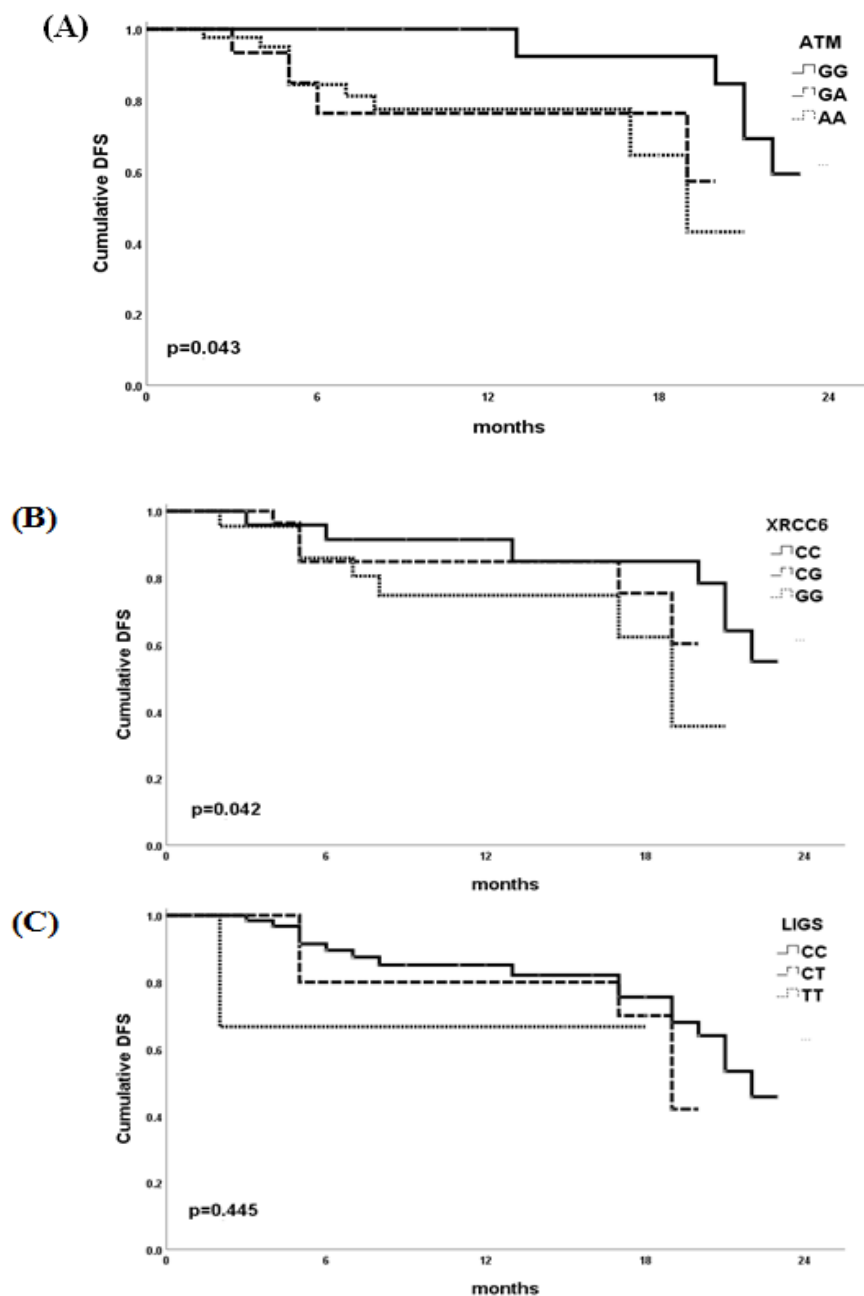 (A)
ATM
GG
GA
AA
1.0
0.8
0.6
0.4
0.2
0.0
Cumulative DFS
p=0.043
0 6 12 18 24
months
(B)
XRCC6
CC
CG
GG
1.0
0.8
0.6
0.4
0.2
0.0
Cumulative DFS
p=0.042
0 6 12 18 24
months
(C)
LIGS
CC
CT
TT
1.0
0.8
0.6
0.4
0.2
0.0
Cumulative DFS
p=0.445
0 6 12 18 24
months